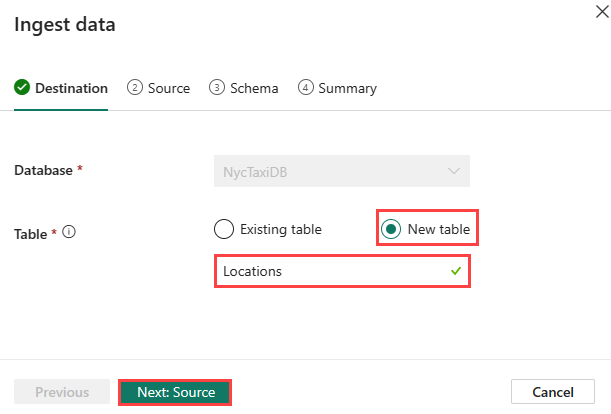 Ingest data
Destination 2 Source 3 Schema 4 Summary
Database * NycTaxiDB
Table * Existing table New table
Locations
Previous Next: Source Cancel